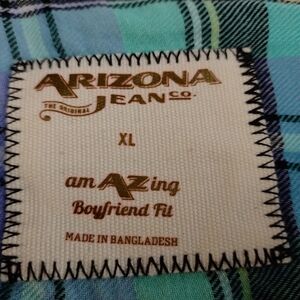 ARIZONA
THE ORIGINAL JEAN CO.
XL
amAZing
Boyfriend Fit
MADE IN BANGLADESH